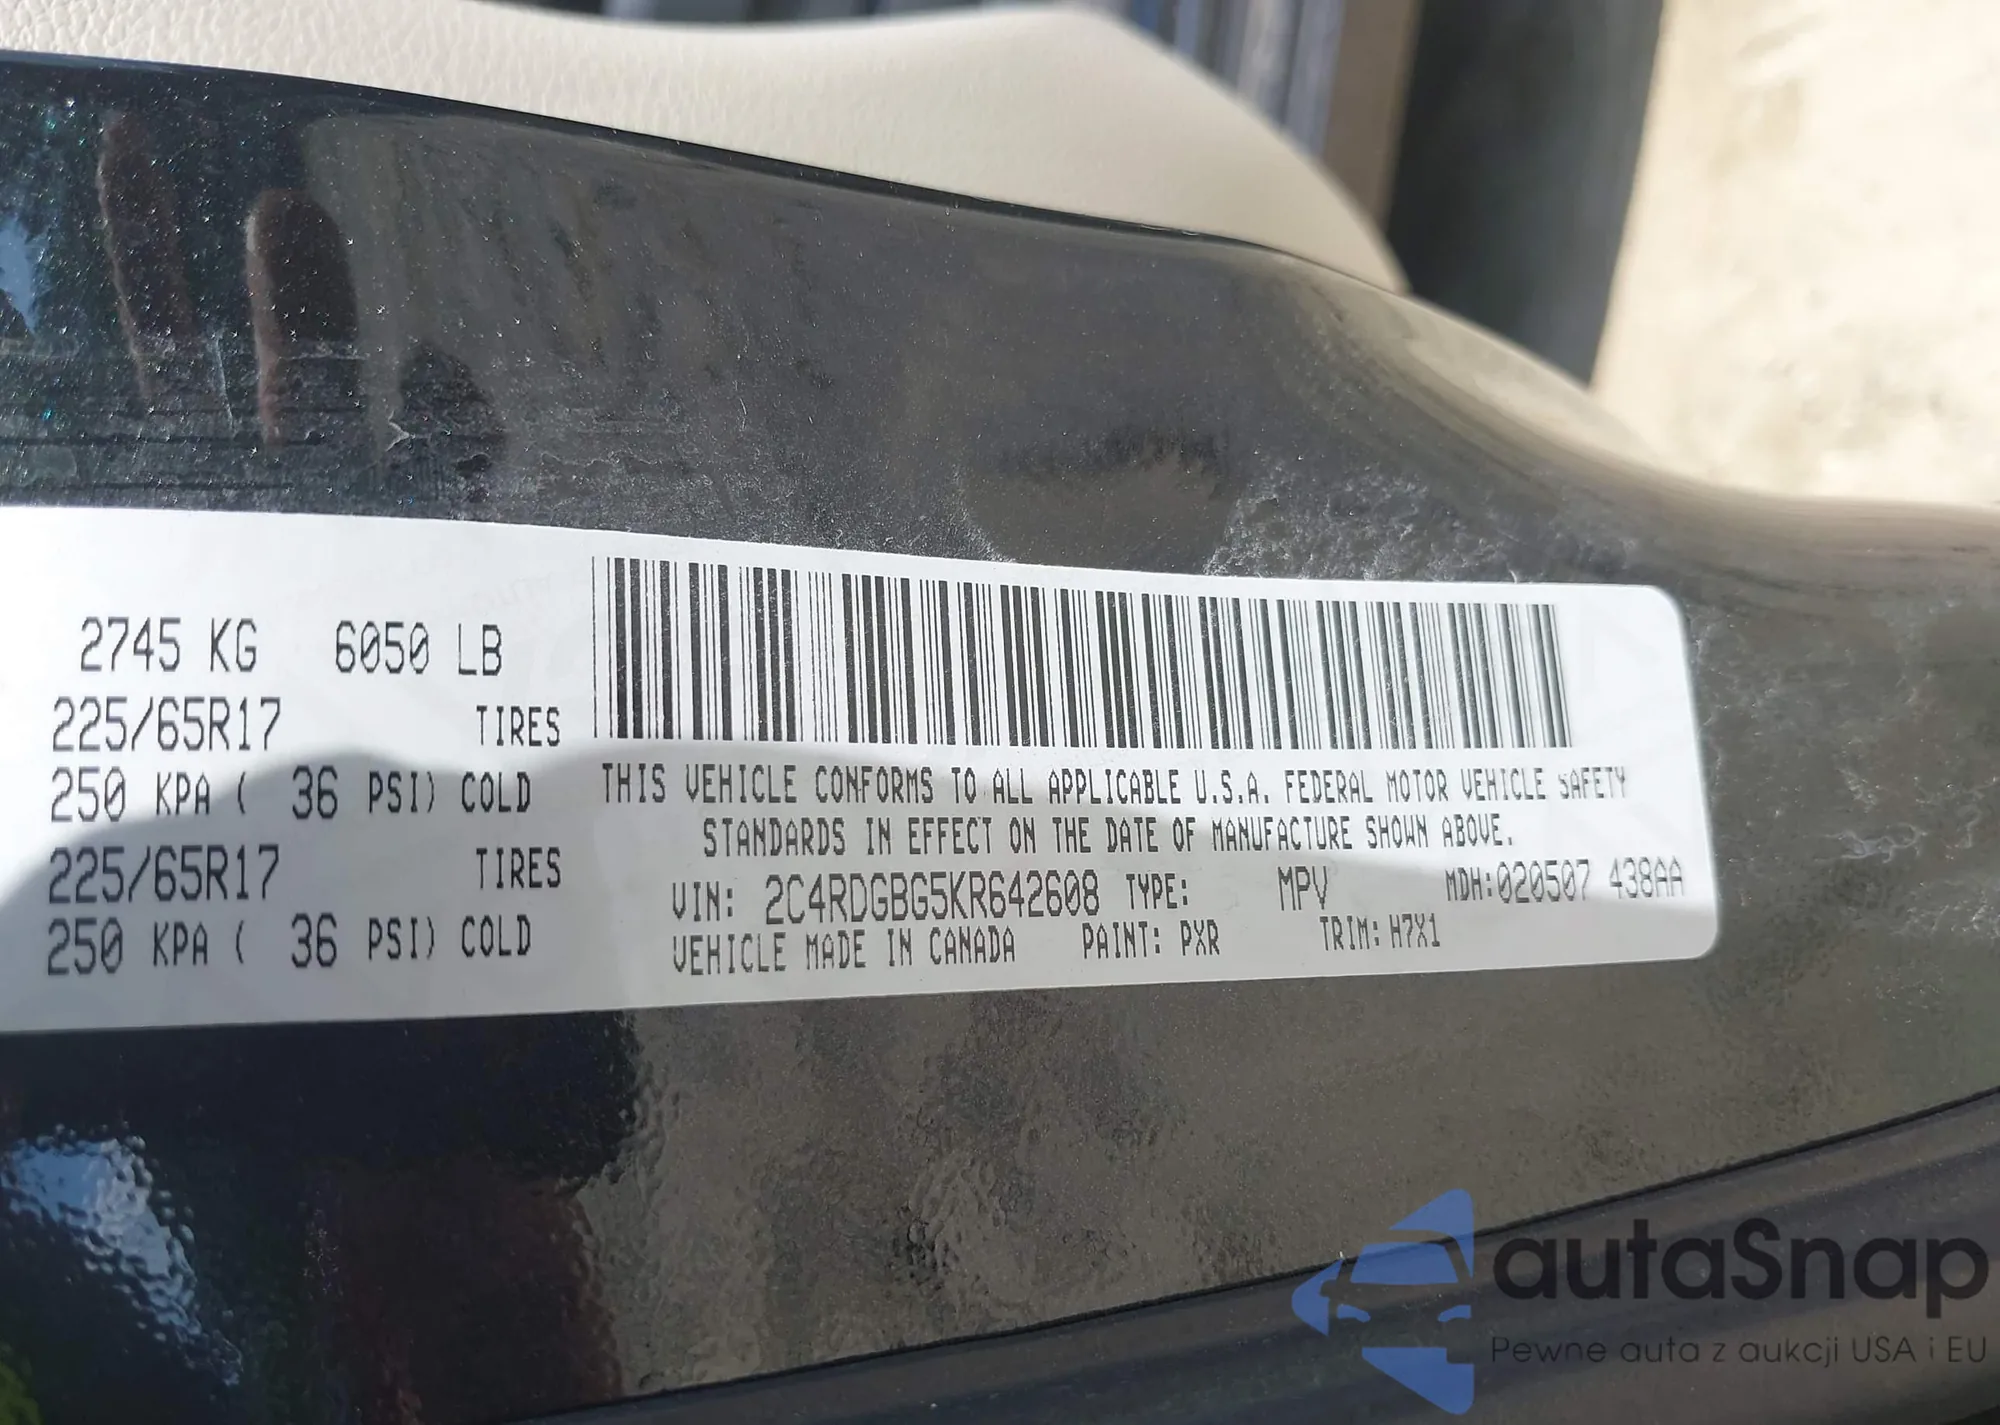 2745 KG 6050 LB
225/65R17 TIRES
250 KPA ( 36 PSI) COLD
225/65R17 TIRES
250 KPA ( 36 PSI) COLD
THIS VEHICLE CONFORMS TO ALL APPLICABLE U.S.A. FEDERAL MOTOR VEHICLE SAFETY
STANDARDS IN EFFECT ON THE DATE OF MANUFACTURE SHOWN ABOVE.
VIN: 2C4RDGBG5KR642608 TYPE: MPV MDH:020507 438AA
VEHICLE MADE IN CANADA PAINT: PXR TRIM: H7X1
autaSnap
Pewne auta z aukcji USA i EU